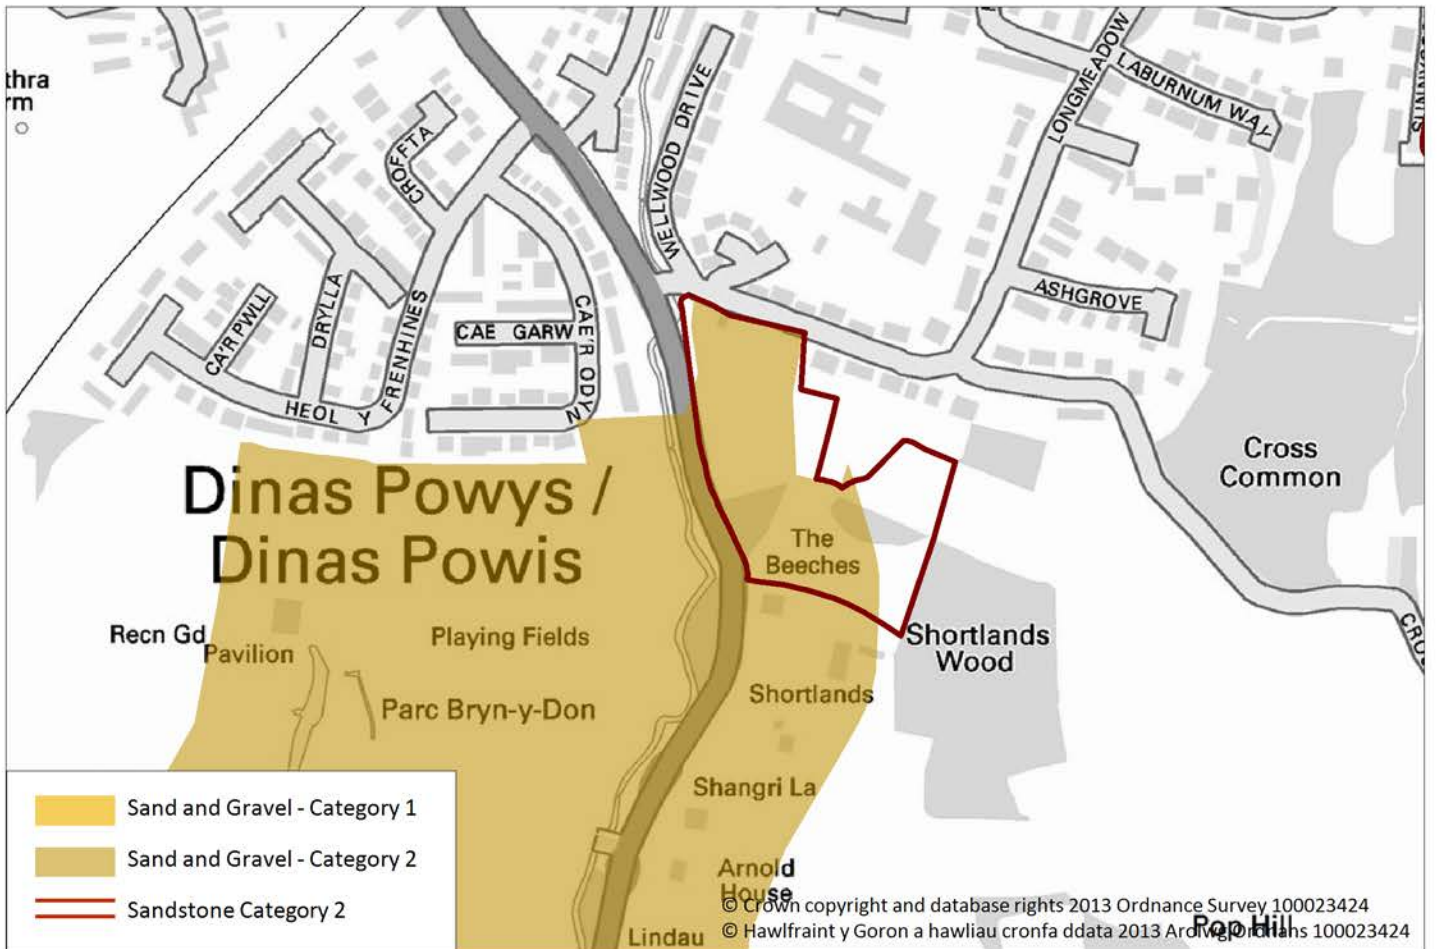 thra
rm
CROFFTA
WELLWOOD DRIVE
LONGMEADOW
LABURNUM WAY
CA'R PWLL
DRYLLA
HEOL Y FRENHINES
CAE GARW
CAE'R ODYN
ASHGROVE
Cross
Common
Dinas Powys /
Dinas Powis
The
Beeches
Recn Gd
Pavilion
Playing Fields
Shortlands
Wood
CRO
Parc Bryn-y-Don
Shortlands
Shangri La
Arnold
House
Lindau
Pop Hill
Sand and Gravel - Category 1
Sand and Gravel - Category 2
Sandstone Category 2
© Crown copyright and database rights 2013 Ordnance Survey 100023424
© Hawlfraint y Goron a hawliau cronfa ddata 2013 Arolwg Ordnans 100023424